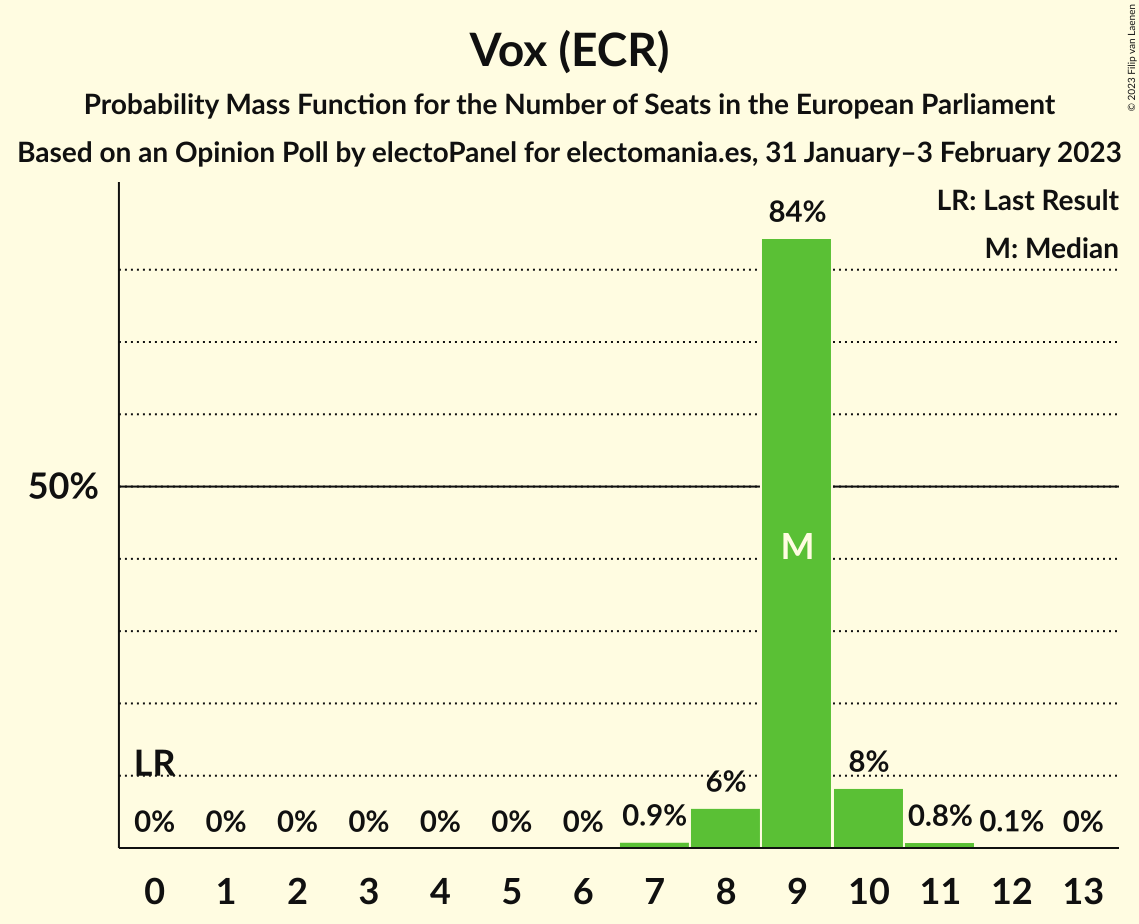 Vox (ECR)
Probability Mass Function for the Number of Seats in the European Parliament
Based on an Opinion Poll by electoPanel for electomania.es, 31 January–3 February 2023
© 2023 Filip van Laenen
LR: Last Result
M: Median
84%
50%
M
LR
0% 0% 0% 0% 0% 0% 0% 0.9% 6% 8% 0.8% 0.1% 0%
0 1 2 3 4 5 6 7 8 9 10 11 12 13